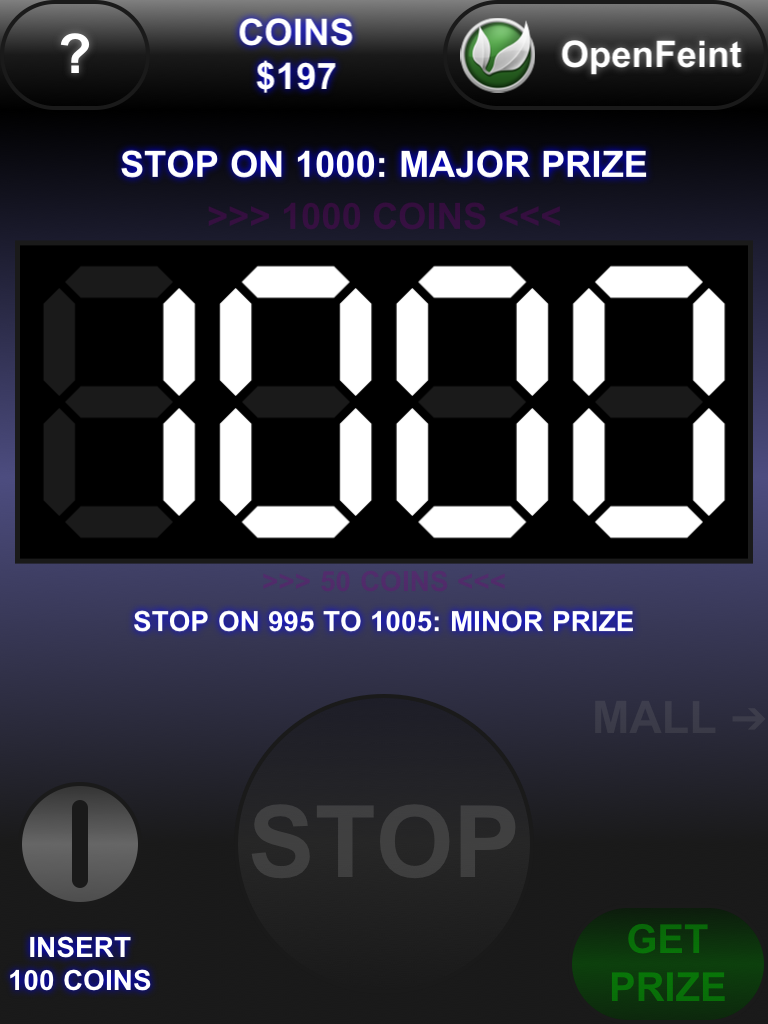 ?
COINS
$197
OpenFeint
STOP ON 1000: MAJOR PRIZE
>>> 1000 COINS <<<
1000
>>> 50 COINS <<<
STOP ON 995 TO 1005: MINOR PRIZE
MALL ➔
STOP
INSERT
100 COINS
GET
PRIZE